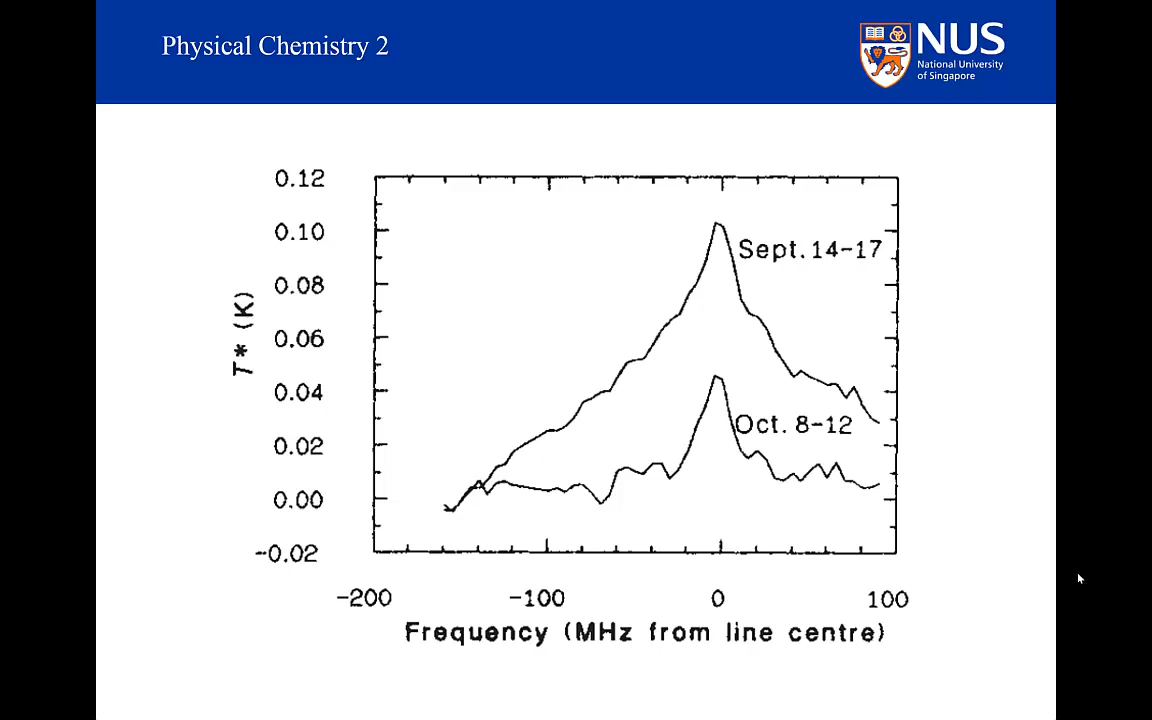 Physical Chemistry 2
NUS
National University
of Singapore
0.12
0.10
0.08
0.06
0.04
0.02
0.00
-0.02
T* (K)
Sept. 14-17
Oct. 8-12
-200 -100 0 100
Frequency (MHz from line centre)